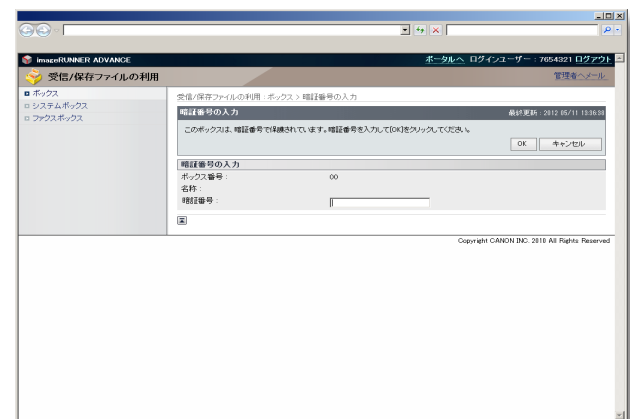 imageRUNNER ADVANCE
ポータルへ ログインユーザー : 7654321 ログアウト
受信/保存ファイルの利用
管理者へメール
ボックス
システムボックス
ファクスボックス
受信/保存ファイルの利用 : ボックス > 暗証番号の入力
暗証番号の入力
最終更新 : 2012 05/11 13:36:38
このボックスは、暗証番号で保護されています。暗証番号を入力して[OK]をクリックしてください。
OK キャンセル
暗証番号の入力
ボックス番号 : 00
名称 :
暗証番号 :
Copyright CANON INC. 2010 All Rights Reserved